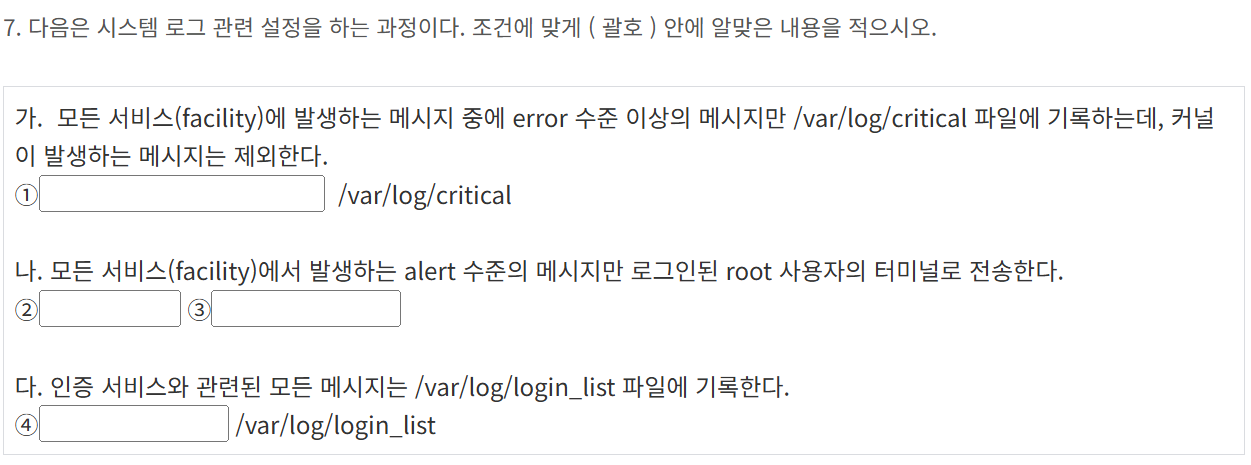 7. 다음은 시스템 로그 관련 설정을 하는 과정이다. 조건에 맞게 ( 괄호 ) 안에 알맞은 내용을 적으시오.
가. 모든 서비스(facility)에 발생하는 메시지 중에 error 수준 이상의 메시지만 /var/log/critical 파일에 기록하는데, 커널
이 발생하는 메시지는 제외한다.
① /var/log/critical
나. 모든 서비스(facility)에서 발생하는 alert 수준의 메시지만 로그인된 root 사용자의 터미널로 전송한다.
② ③
다. 인증 서비스와 관련된 모든 메시지는 /var/log/login_list 파일에 기록한다.
④ /var/log/login_list